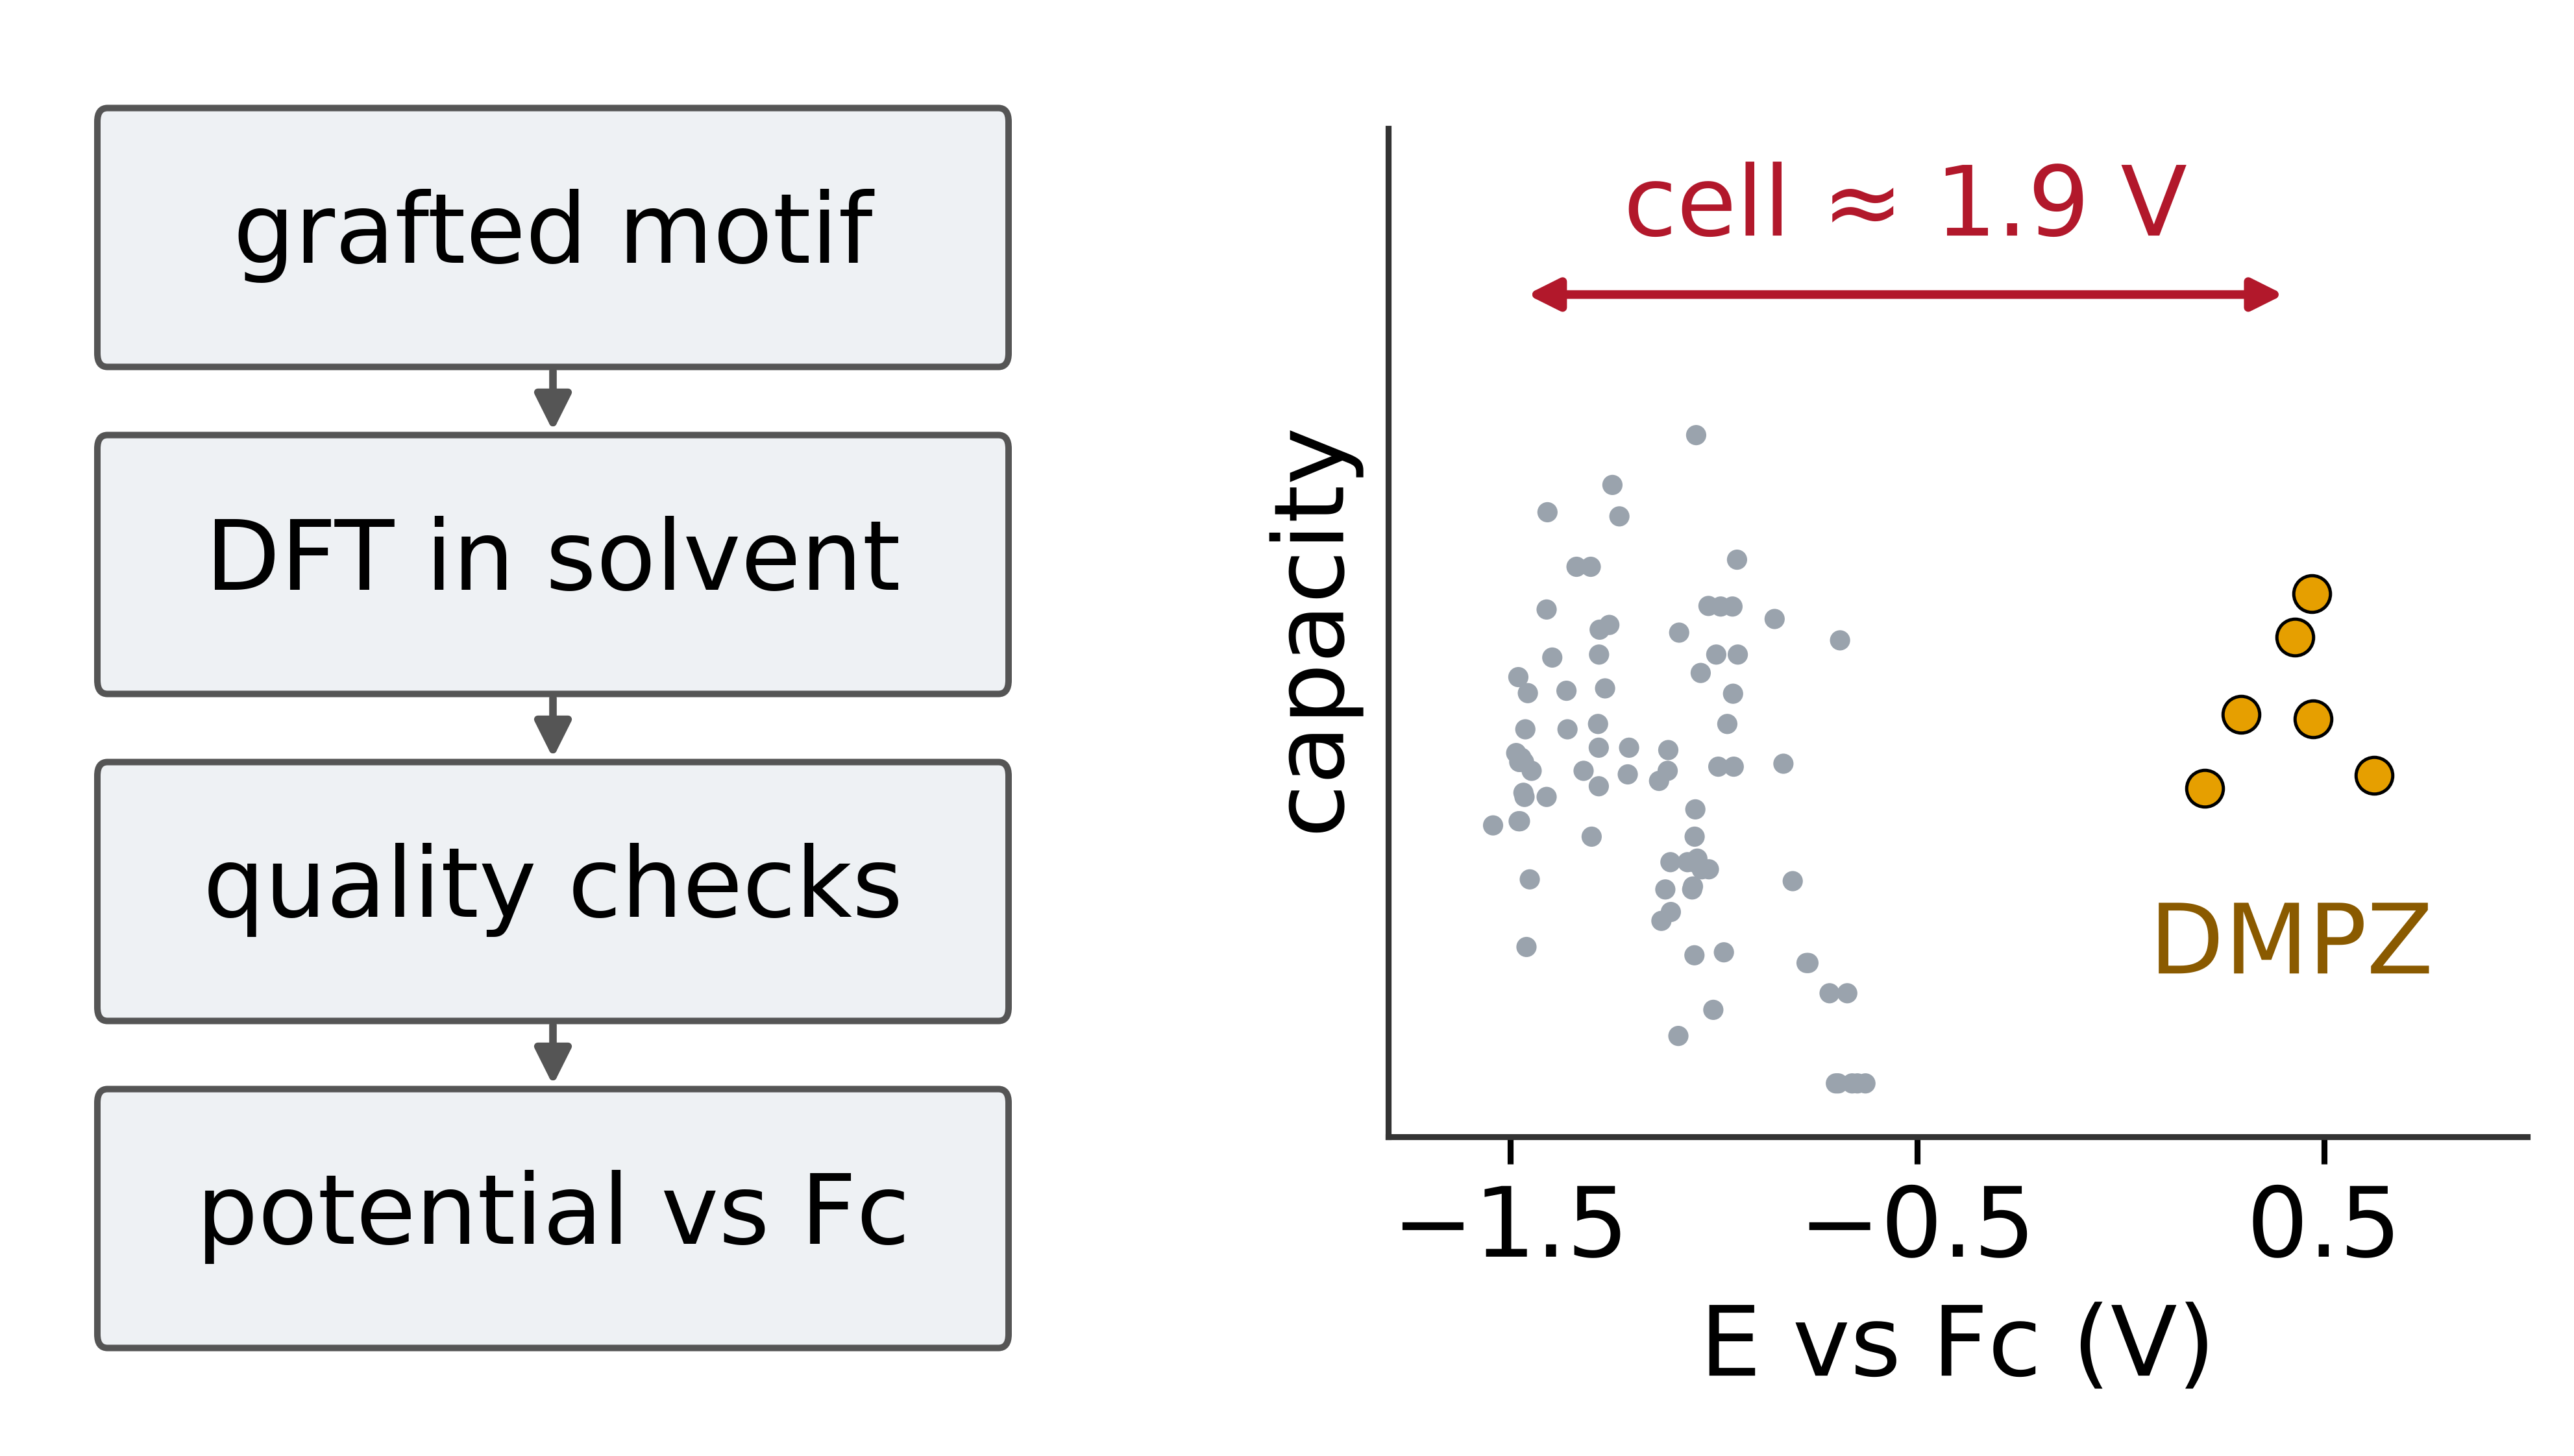 grafted motif
DFT in solvent
quality checks
potential vs Fc
cell ≈ 1.9 V
capacity
DMPZ
−1.5
−0.5
0.5
E vs Fc (V)